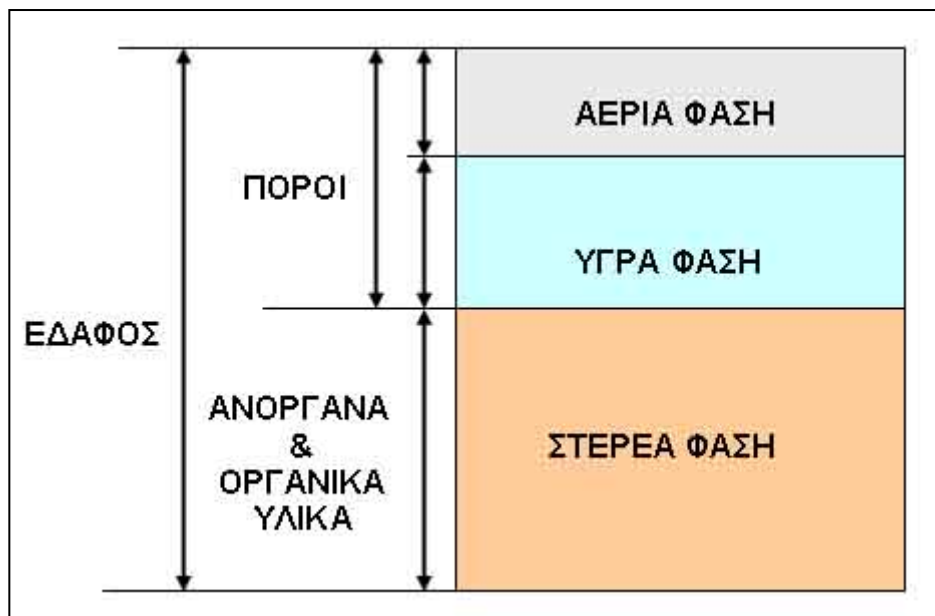 ΑΕΡΙΑ ΦΑΣΗ
ΠΟΡΟΙ
ΥΓΡΑ ΦΑΣΗ
ΕΔΑΦΟΣ
ΑΝΟΡΓΑΝΑ
&
ΟΡΓΑΝΙΚΑ
ΥΛΙΚΑ
ΣΤΕΡΕΑ ΦΑΣΗ